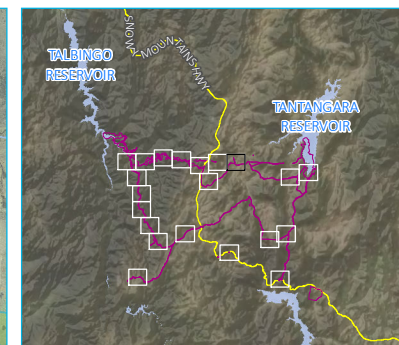 SNOWY
MOUNTAINS HWY
TALBINGO
RESERVOIR
TANTANGARA
RESERVOIR